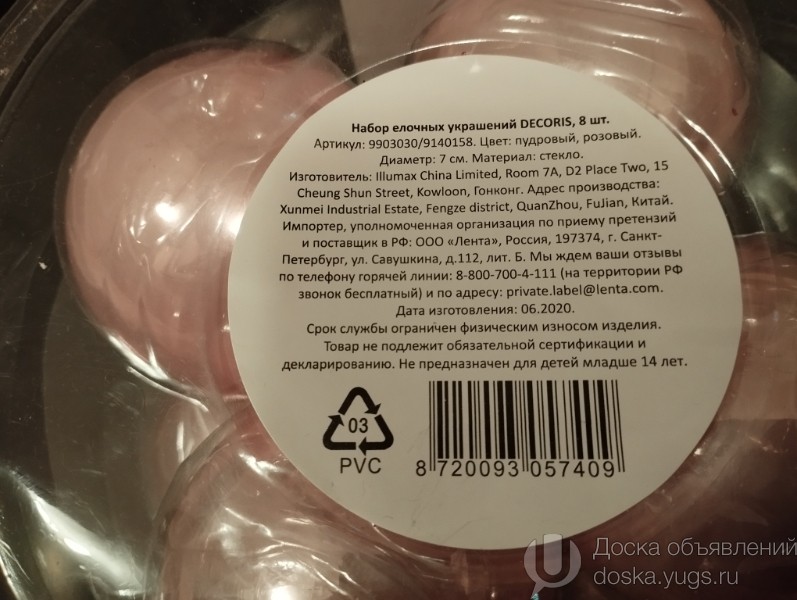 Набор елочных украшений DECORIS, 8 шт.
Артикул: 9903030/9140158. Цвет: пудровый, розовый.
Диаметр: 7 см. Материал: стекло.
Изготовитель: Illumax China Limited, Room 7A, D2 Place Two, 15
Cheung Shun Street, Kowloon, Гонконг. Адрес производства:
Xunmei Industrial Estate, Fengze district, QuanZhou, FuJian, Китай.
Импортер, уполномоченная организация по приему претензий
и поставщик в РФ: ООО «Лента», Россия, 197374, г. Санкт-
Петербург, ул. Савушкина, д.112, лит. Б. Мы ждем ваши отзывы
по телефону горячей линии: 8-800-700-4-111 (на территории РФ
звонок бесплатный) и по адресу: private.label@lenta.com.
Дата изготовления: 06.2020.
Срок службы ограничен физическим износом изделия.
Товар не подлежит обязательной сертификации и
декларированию. Не предназначен для детей младше 14 лет.
03
PVC
8 720093 057409
Доска объявлений
doska.yugs.ru